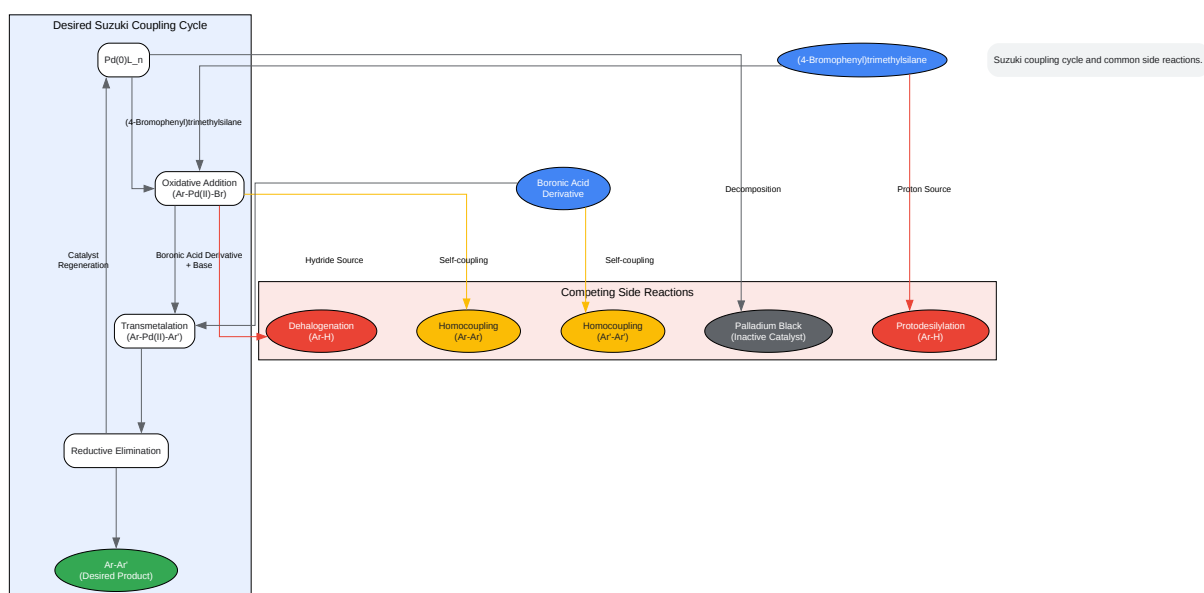 Desired Suzuki Coupling Cycle
Pd(0)L_n
(4-Bromophenyl)trimethylsilane
Suzuki coupling cycle and common side reactions.
(4-Bromophenyl)trimethylsilane
Oxidative Addition
(Ar-Pd(II)-Br)
Boronic Acid
Derivative
Decomposition
Proton Source
Catalyst
Regeneration
Boronic Acid Derivative
+ Base
Hydride Source
Self-coupling
Self-coupling
Competing Side Reactions
Transmetalation
(Ar-Pd(II)-Ar')
Dehalogenation
(Ar-H)
Homocoupling
(Ar-Ar)
Homocoupling
(Ar'-Ar')
Palladium Black
(Inactive Catalyst)
Protodesilylation
(Ar-H)
Reductive Elimination
Ar-Ar'
(Desired Product)